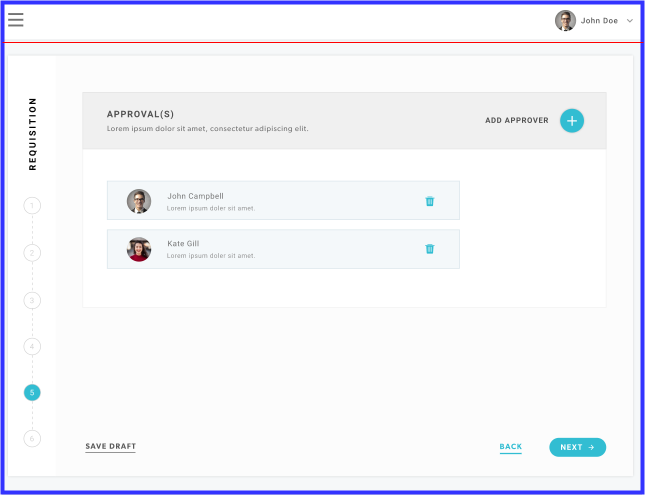 John Doe
REQUISITION
APPROVAL(S)
Lorem ipsum dolor sit amet, consectetur adipiscing elit.
ADD APPROVER
John Campbell
Lorem ipsum doler sit amet.
Kate Gill
Lorem ipsum doler sit amet.
1
2
3
4
5
6
SAVE DRAFT
BACK
NEXT →